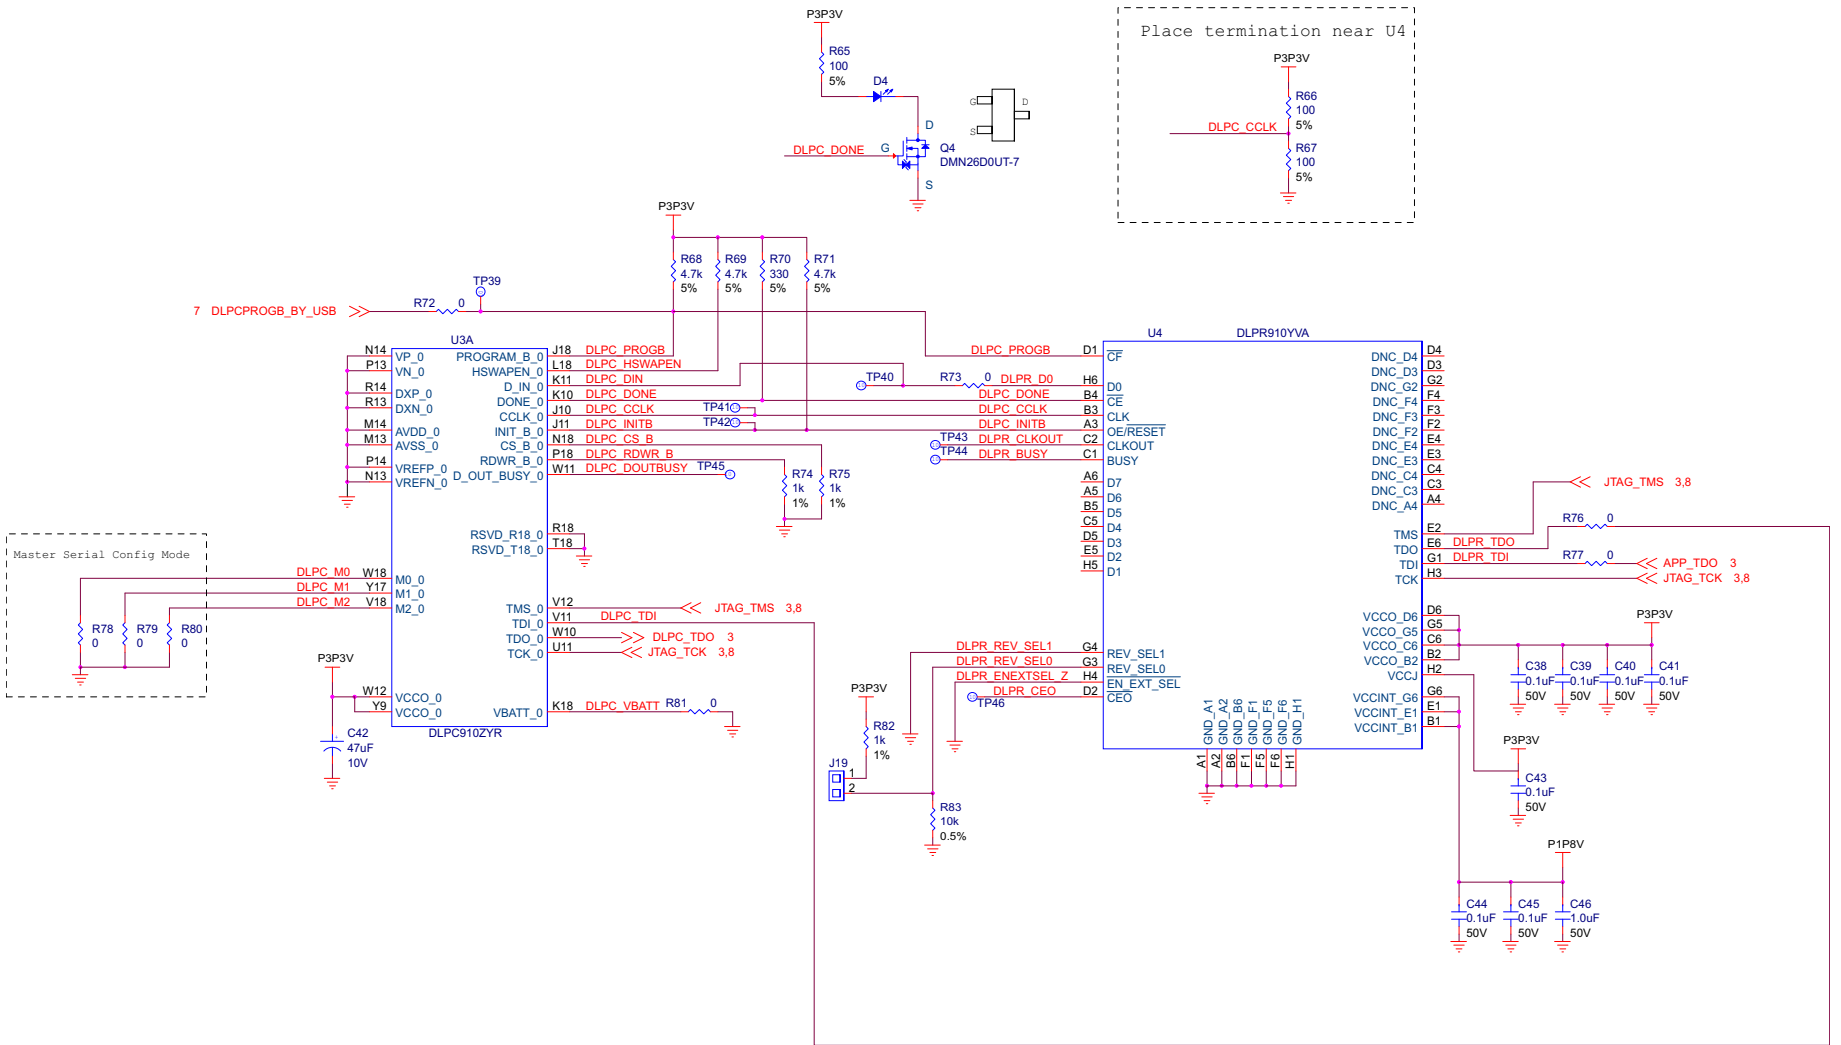 P3P3V
R65
100
5%
D4
D
G
S
DLPC_DONE
G
D
S
Q4
DMN26D0UT-7
Place termination near U4
P3P3V
R66
100
5%
DLPC_CCLK
R67
100
5%
P3P3V
R68
4.7k
5%
R69
4.7k
5%
R70
330
5%
R71
4.7k
5%
TP39
7 DLPCPROGB_BY_USB
R72 0
U3A
N14 VP_0
P13 VN_0
R14 DXP_0
R13 DXN_0
M14 AVDD_0
M13 AVSS_0
P14 VREFP_0
N13 VREFN_0
PROGRAM_B_0 J18 DLPC_PROGB
HSWAPEN_0 L18 DLPC_HSWAPEN
D_IN_0 K11 DLPC_DIN
DONE_0 K10 DLPC_DONE
CCLK_0 J10 DLPC_CCLK
INIT_B_0 J11 DLPC_INITB
CS_B_0 N18 DLPC_CS_B
RDWR_B_0 P18 DLPC_RDWR_B
D_OUT_BUSY_0 W11 DLPC_DOUTBUSY
TP45
TP41
TP42
R74
1k
1%
R75
1k
1%
RSVD_R18_0 R18
RSVD_T18_0 T18
Master Serial Config Mode
DLPC_M0 W18 M0_0
DLPC_M1 Y17 M1_0
DLPC_M2 V18 M2_0
R78
0
R79
0
R80
0
TMS_0 V12 JTAG_TMS 3,8
TDI_0 V11 DLPC_TDI
TDO_0 W10 DLPC_TDO 3
TCK_0 U11 JTAG_TCK 3,8
P3P3V
W12 VCCO_0
Y9 VCCO_0
VBATT_0 K18 DLPC_VBATT R81 0
DLPC910ZYR
C42
47uF
10V
U4
DLPR910YVA
DLPC_PROGB D1 CF
TP40
R73 0 DLPR_D0 H6 D0
DLPC_DONE B4 CE
DLPC_CCLK B3 CLK
DLPC_INITB A3 OE/RESET
TP43 DLPR_CLKOUT C2 CLKOUT
TP44 DLPR_BUSY C1 BUSY
A6 D7
A5 D6
B5 D5
C5 D4
D5 D3
E5 D2
H5 D1
DLPR_REV_SEL1 G4 REV_SEL1
DLPR_REV_SEL0 G3 REV_SEL0
DLPR_ENEXTSEL_Z H4 EN_EXT_SEL
DLPR_CEO D2 CEO
TP46
P3P3V
R82
1k
1%
J19
1
2
R83
10k
0.5%
GND_A1
GND_A2
GND_B6
GND_F1
GND_F5
GND_F6
GND_H1
A1
A2
B6
F1
F5
F6
H1
DNC_D4 D4
DNC_D3 D3
DNC_G2 G2
DNC_F4 F4
DNC_F3 F3
DNC_F2 F2
DNC_E4 E4
DNC_E3 E3
DNC_C4 C4
DNC_C3 C3
DNC_A4 A4
JTAG_TMS 3,8
R76 0
TMS E2
TDO E6 DLPR_TDO
TDI G1 DLPR_TDI
TCK H3
R77 0
APP_TDO 3
JTAG_TCK 3,8
VCCO_D6 D6
VCCO_G5 G5
VCCO_C6 C6
VCCO_B2 B2
VCCJ H2
VCCINT_G6 G6
VCCINT_E1 E1
VCCINT_B1 B1
P3P3V
C38
0.1uF
50V
C39
0.1uF
50V
C40
0.1uF
50V
C41
0.1uF
50V
P3P3V
C43
0.1uF
50V
P1P8V
C44
0.1uF
50V
C45
0.1uF
50V
C46
1.0uF
50V